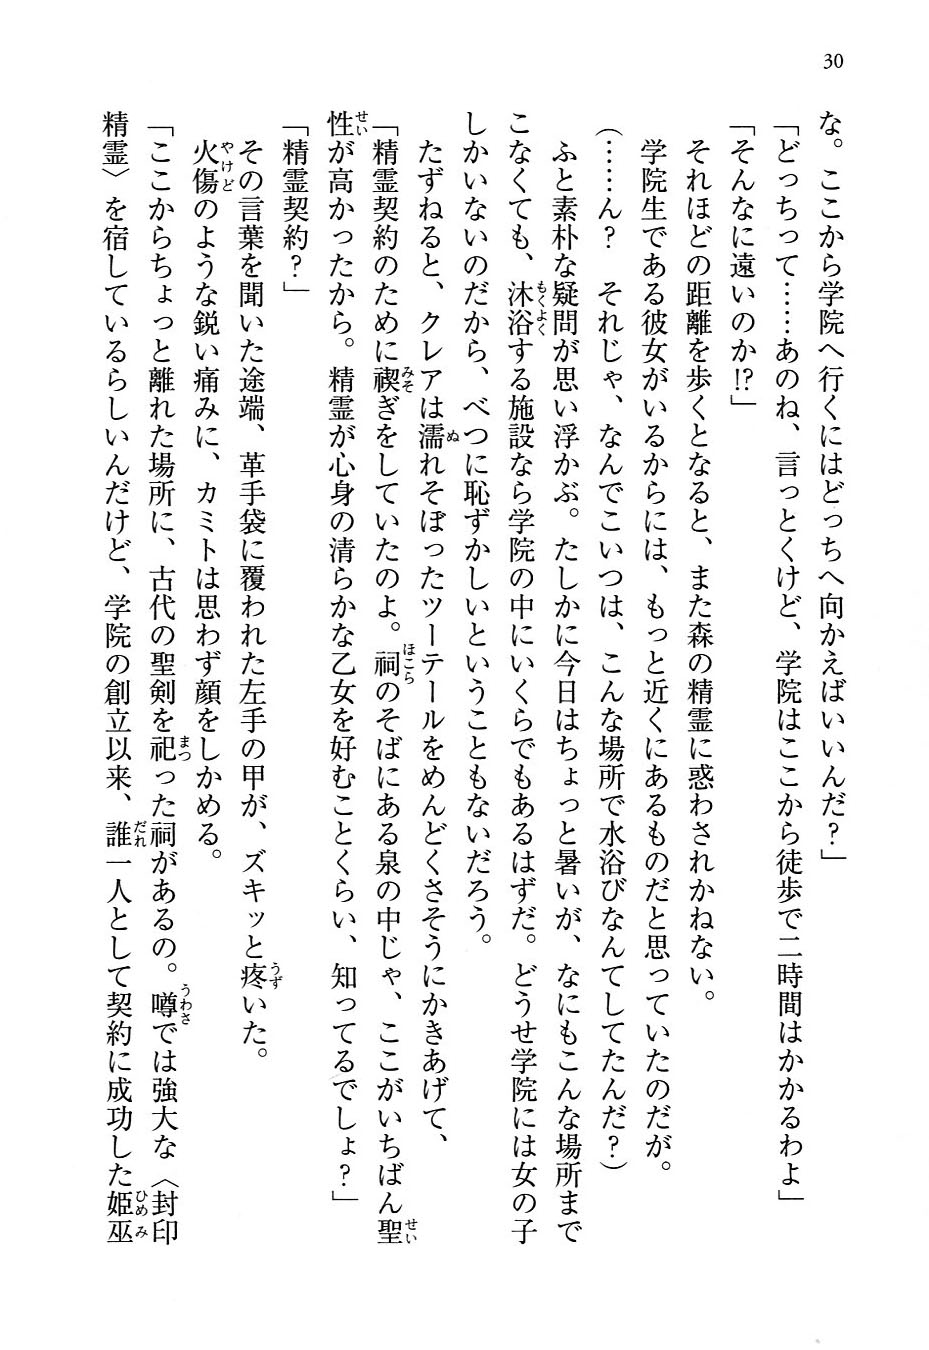 30
な。ここから学院へ行くにはどっちへ向かえばいいんだ？」
「どっちって……あのね、言っとくけど、学院はここから徒歩で二時間はかかるわよ」
「そんなに遠いのか!?」
それほどの距離を歩くとなると、また森の精霊に惑わされかねない。
学院生である彼女がいるからには、もっと近くにあるものだと思っていたのだが。
（……ん？　それじゃ、なんでこいつは、こんな場所で水浴びなんてしてたんだ？）
ふと素朴な疑問が思い浮かぶ。たしかに今日はちょっと暑いが、なにもこんな場所まで
こなくても、沐浴する施設なら学院の中にいくらでもあるはずだ。どうせ学院には女の子
しかいないのだから、べつに恥ずかしいということもないだろう。
たずねると、クレアは濡れそぼったツーテールをめんどくさそうにかきあげて、
「精霊契約のために禊ぎをしていたのよ。祠のそばにある泉の中じゃ、ここがいちばん聖
性が高かったから。精霊が心身の清らかな乙女を好むことくらい、知ってるでしょ？」
「精霊契約？」
その言葉を聞いた途端、革手袋に覆われた左手の甲が、ズキッと疼いた。
火傷のような鋭い痛みに、カミトは思わず顔をしかめる。
「ここからちょっと離れた場所に、古代の聖剣を祀った祠があるの。噂では強大な〈封印
精霊〉を宿しているらしいんだけど、学院の創立以来、誰一人として契約に成功した姫巫